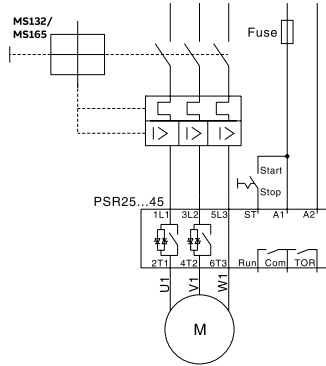 MS132/
MS165
Fuse
I> I> I>
Start
Stop
PSR25...45
1L1 3L2 5L3 ST A1 A2
2T1 4T2 6T3 Run Com TOR
U1 V1 W1
M